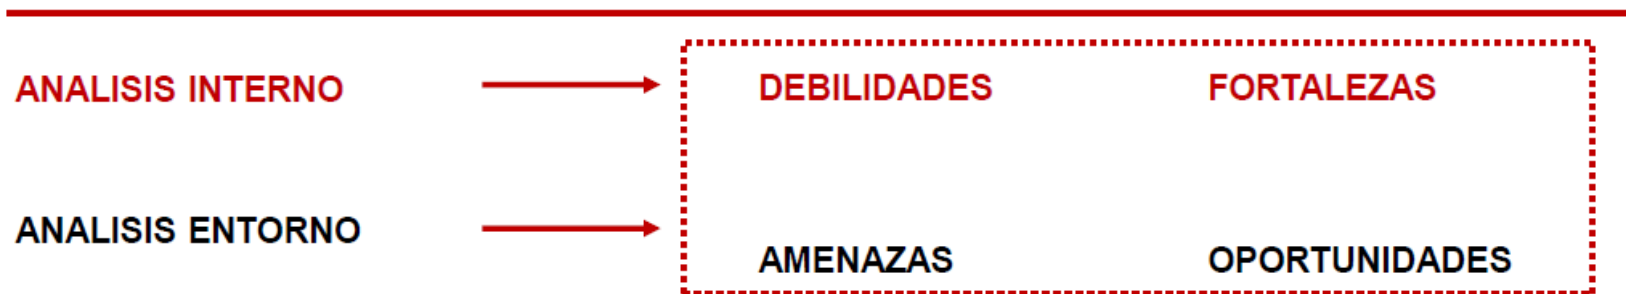 ANALISIS INTERNO DEBILIDADES FORTALEZAS
ANALISIS ENTORNO
AMENAZAS OPORTUNIDADES